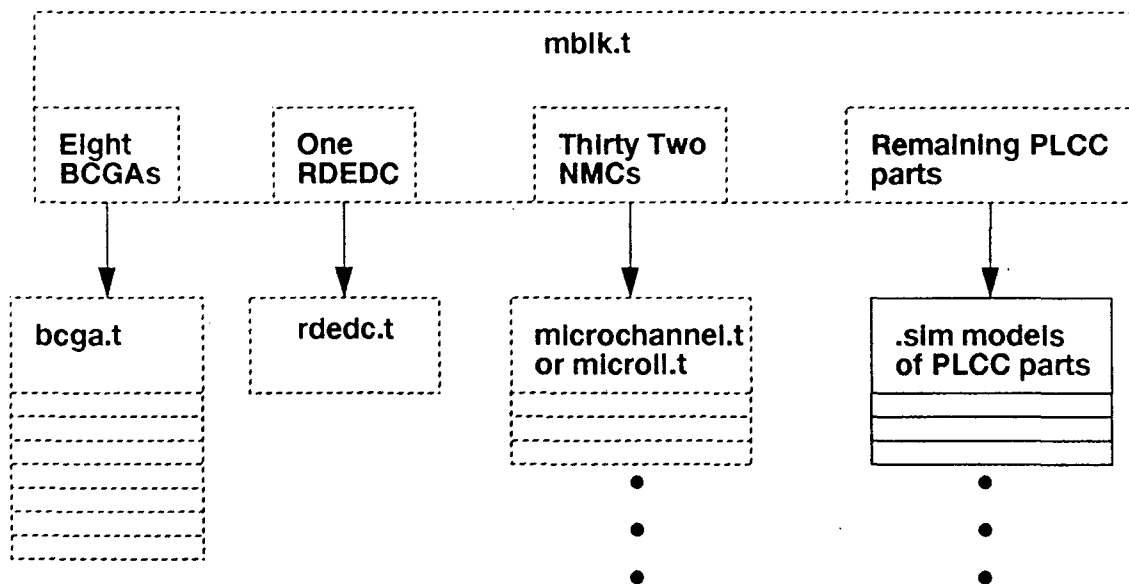 mblk.t
Eight
BCGAs
One
RDEDC
Thirty Two
NMCs
Remaining PLCC
parts
bcga.t
rdedc.t
microchannel.t
or microll.t
.sim models
of PLCC parts